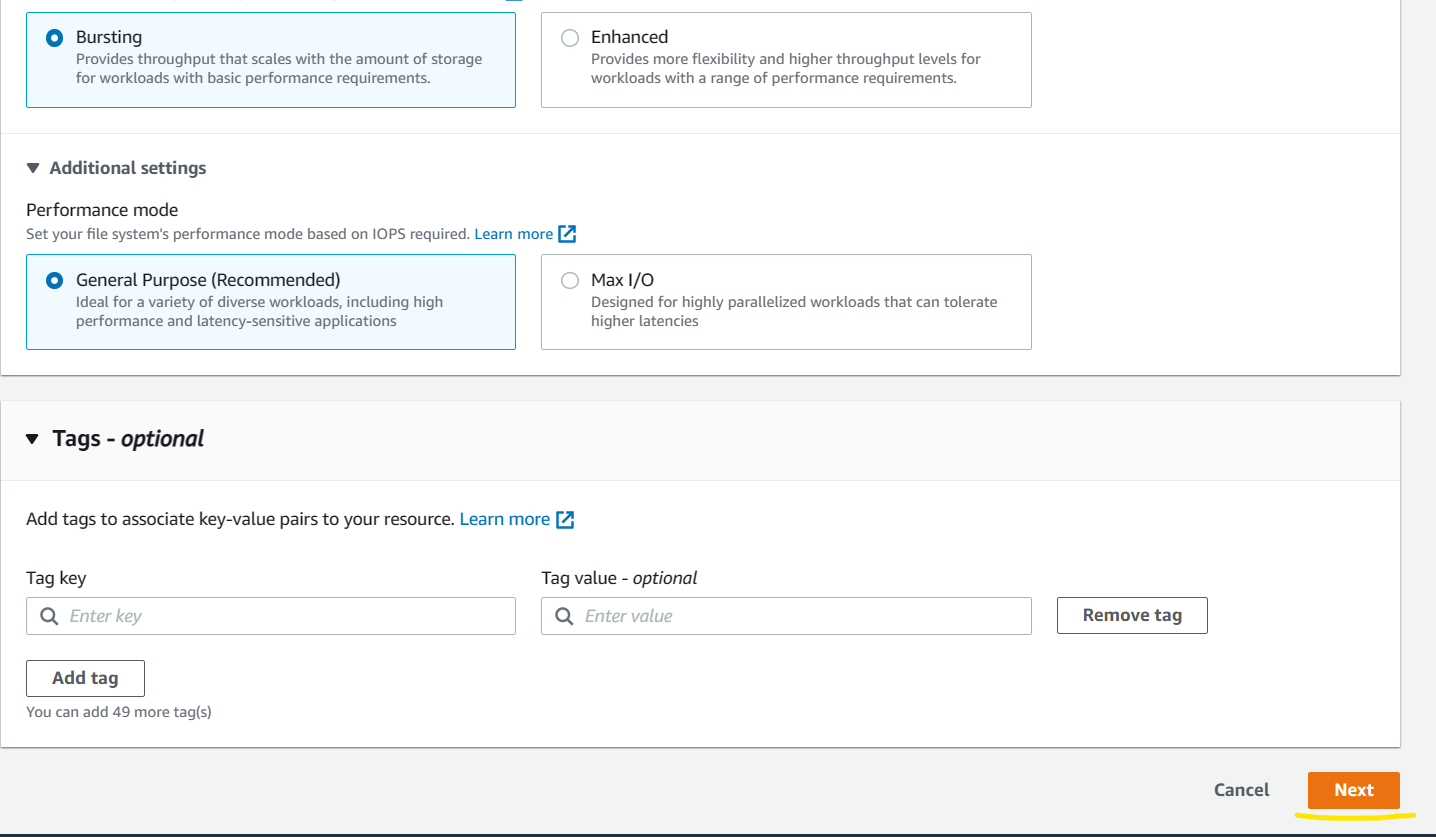 Bursting
Provides throughput that scales with the amount of storage
for workloads with basic performance requirements.
Enhanced
Provides more flexibility and higher throughput levels for
workloads with a range of performance requirements.
Additional settings
Performance mode
Set your file system's performance mode based on IOPS required. Learn more
General Purpose (Recommended)
Ideal for a variety of diverse workloads, including high
performance and latency-sensitive applications
Max I/O
Designed for highly parallelized workloads that can tolerate
higher latencies
Tags - optional
Add tags to associate key-value pairs to your resource. Learn more
Tag key
Tag value - optional
Enter key
Enter value
Remove tag
Add tag
You can add 49 more tag(s)
Cancel
Next